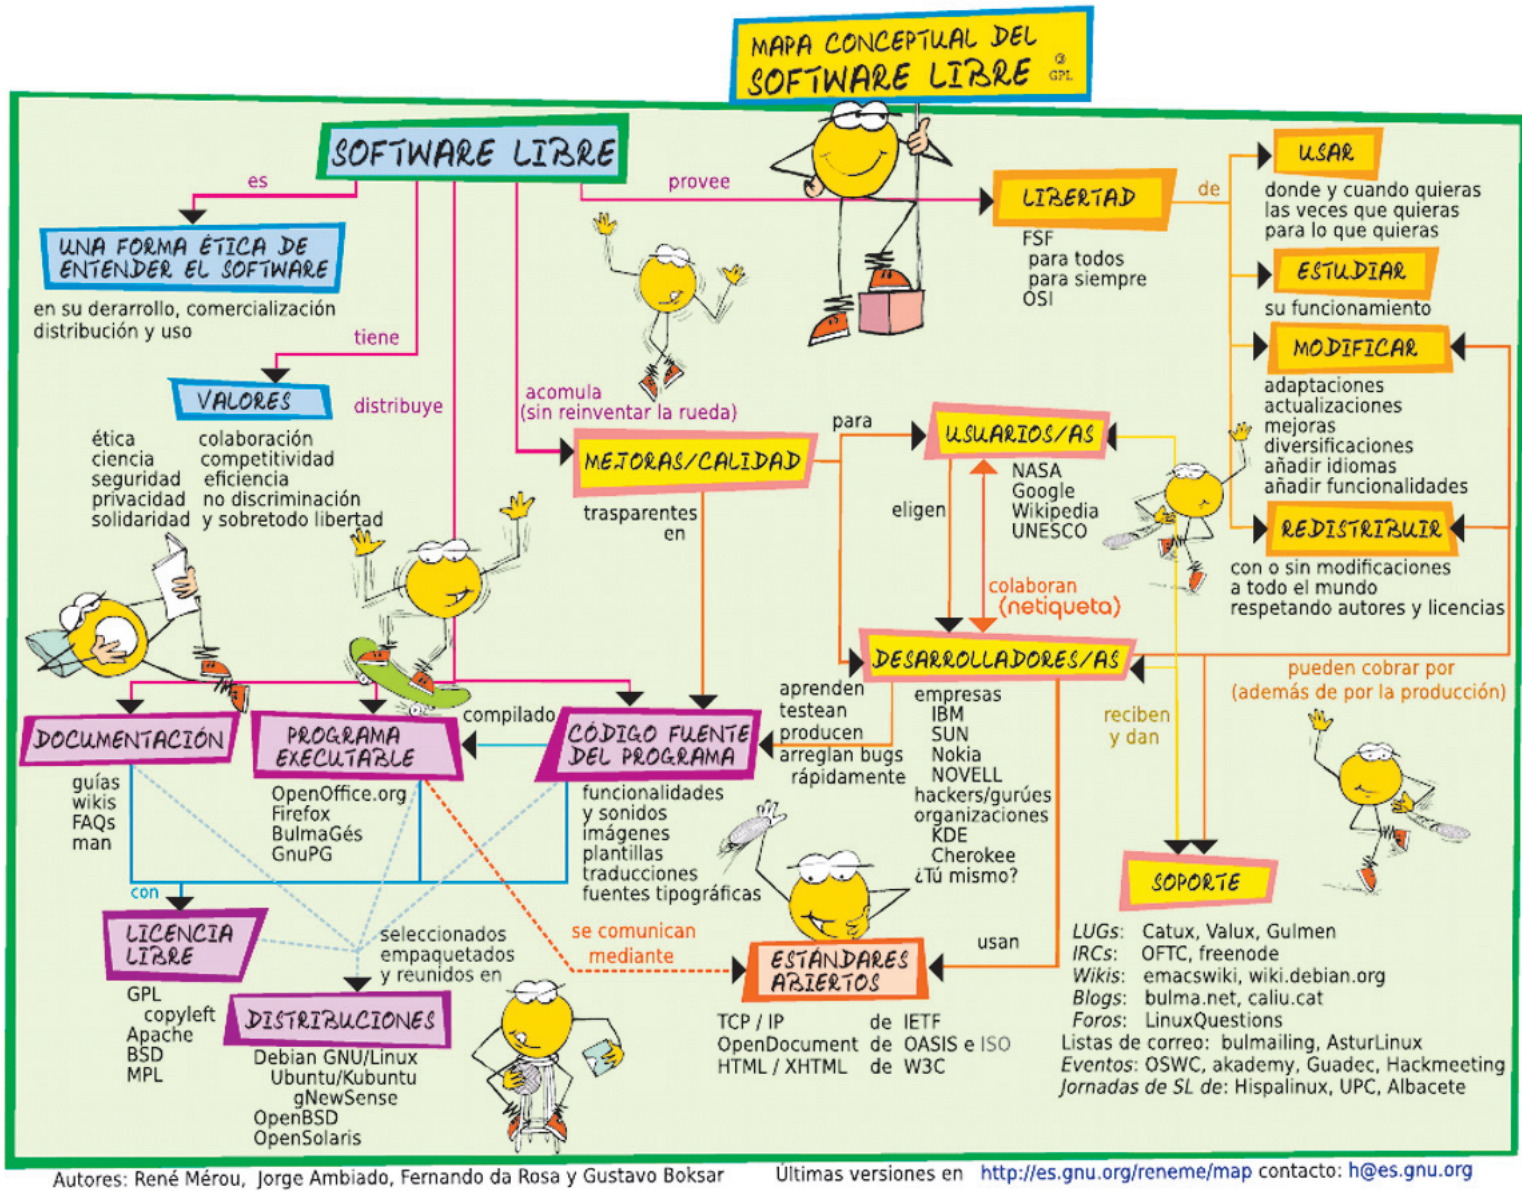 MAPA CONCEPTUAL DEL
SOFTWARE LIBRE
GPL
SOFTWARE LIBRE
es
UNA FORMA ÉTICA DE
ENTENDER EL SOFTWARE
en su derarrollo, comercialización
distribución y uso
tiene
VALORES
ética
ciencia
seguridad
privacidad
solidaridad
colaboración
competitividad
eficiencia
no discriminación
y sobretodo libertad
distribuye
acomula
(sin reinventar la rueda)
MEJORAS/CALIDAD
trasparentes
en
para
provee
LIBERTAD
FSF
para todos
para siempre
OSI
de
USAR
donde y cuando quieras
las veces que quieras
para lo que quieras
ESTUDIAR
su funcionamiento
MODIFICAR
adaptaciones
actualizaciones
mejoras
diversificaciones
añadir idiomas
añadir funcionalidades
REDISTRIBUIR
con o sin modificaciones
a todo el mundo
respetando autores y licencias
USUARIOS/AS
NASA
Google
Wikipedia
UNESCO
eligen
colaboran
(netiqueta)
DESARROLLADORES/AS
empresas
IBM
SUN
Nokia
NOVELL
hackers/gurúes
organizaciones
KDE
Cherokee
¿Tú mismo?
aprenden
testean
producen
arreglan bugs
rápidamente
pueden cobrar por
(además de por la producción)
reciben
y dan
DOCUMENTACIÓN
guías
wikis
FAQs
man
PROGRAMA
EXECUTABLE
OpenOffice.org
Firefox
BulmaGés
GnuPG
compilado
CÓDIGO FUENTE
DEL PROGRAMA
funcionalidades
y sonidos
imágenes
plantillas
traducciones
fuentes tipográficas
con
LICENCIA
LIBRE
GPL
copyleft
Apache
BSD
MPL
seleccionados
empaquetados
y reunidos en
DISTRIBUCIONES
Debian GNU/Linux
Ubuntu/Kubuntu
gNewSense
OpenBSD
OpenSolaris
se comunican
mediante
usan
ESTÁNDARES
ABIERTOS
TCP / IP de IETF
OpenDocument de OASIS e ISO
HTML / XHTML de W3C
SOPORTE
LUGs: Catux, Valux, Gulmen
IRCs: OFTC, freenode
Wikis: emacswiki, wiki.debian.org
Blogs: bulma.net, caliu.cat
Foros: LinuxQuestions
Listas de correo: bulmailing, AsturLinux
Eventos: OSWC, akademy, Guadec, Hackmeeting
Jornadas de SL de: Hispalinux, UPC, Albacete
Autores: René Mérou, Jorge Ambiado, Fernando da Rosa y Gustavo Boksar
Últimas versiones en http://es.gnu.org/reneme/map contacto: h@es.gnu.org